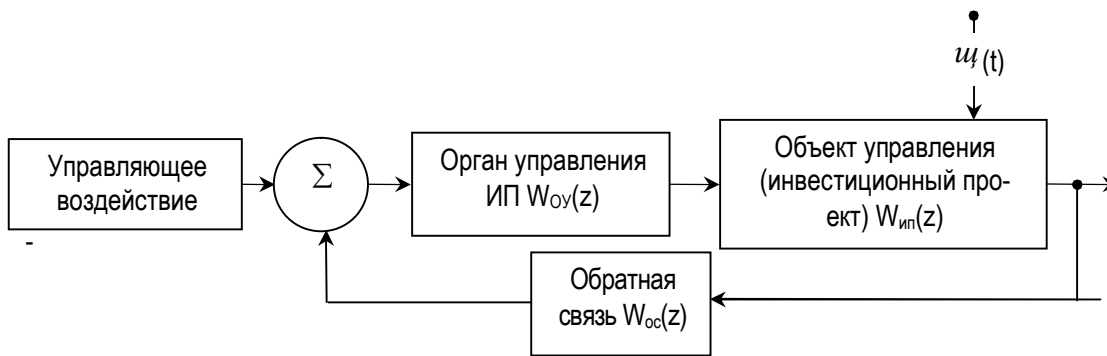 щ(t)
Управляющее
воздействие
Σ
Орган управления
ИП WОУ(z)
Объект управления
(инвестиционный про-
ект) Wип(z)
-
Обратная
связь Wос(z)